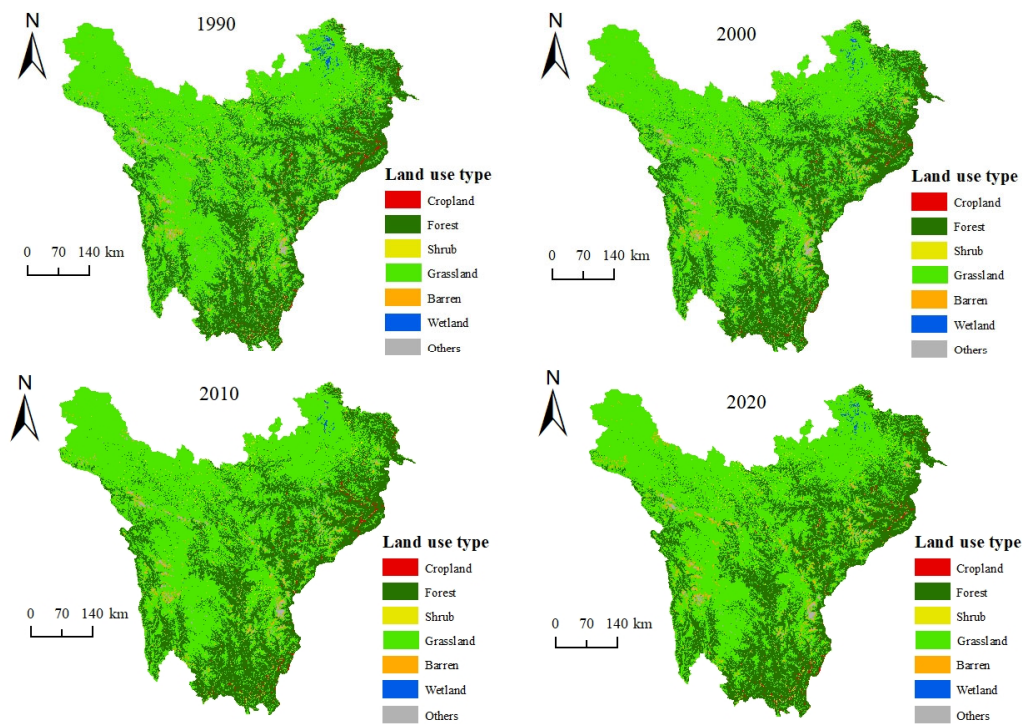 N
1990
Land use type
Cropland
Forest
Shrub
Grassland
Barren
Wetland
Others
0 70 140 km
N
2000
Land use type
Cropland
Forest
Shrub
Grassland
Barren
Wetland
Others
0 70 140 km
N
2010
Land use type
Cropland
Forest
Shrub
Grassland
Barren
Wetland
Others
0 70 140 km
N
2020
Land use type
Cropland
Forest
Shrub
Grassland
Barren
Wetland
Others
0 70 140 km